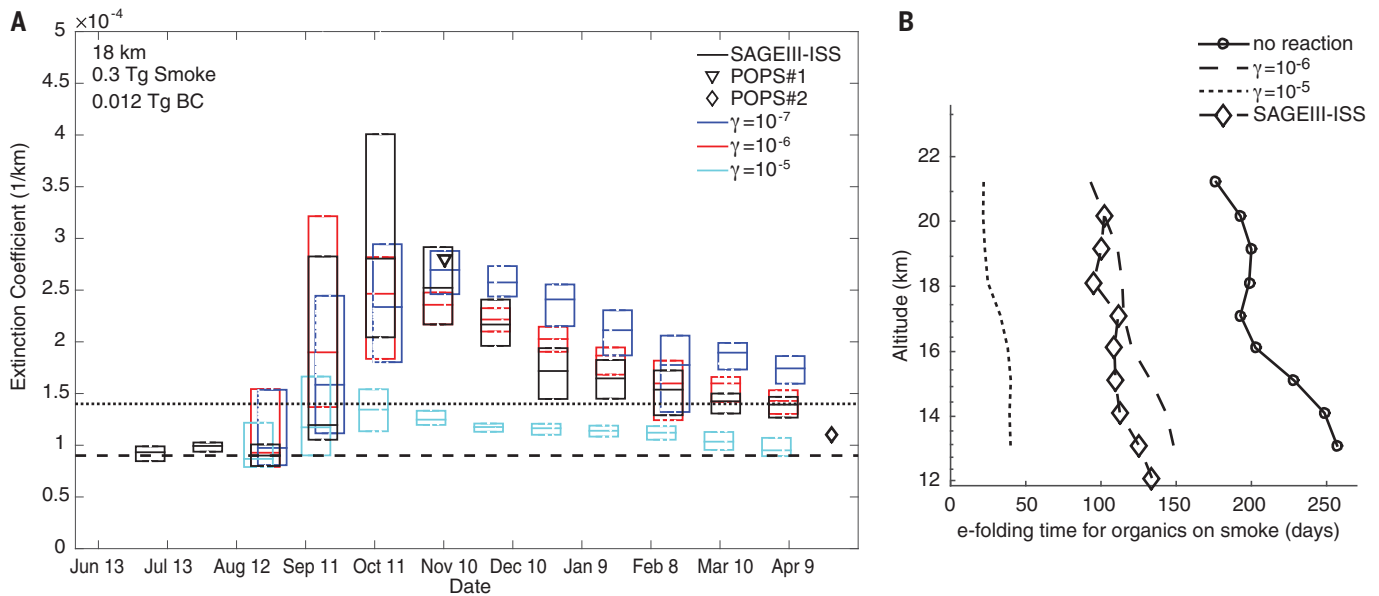 A
×10⁻⁴
5
4.5
4
3.5
3
2.5
2
1.5
1
0.5
0
Extinction Coefficient (1/km)
18 km
0.3 Tg Smoke
0.012 Tg BC
SAGEIII-ISS
POPS#1
POPS#2
γ=10⁻⁷
γ=10⁻⁶
γ=10⁻⁵
Jun 13 Jul 13 Aug 12 Sep 11 Oct 11 Nov 10 Dec 10 Jan 9 Feb 8 Mar 10 Apr 9
Date
B
no reaction
γ=10⁻⁶
γ=10⁻⁵
SAGEIII-ISS
22
20
18
16
14
12
Altitude (km)
0 50 100 150 200 250
e-folding time for organics on smoke (days)